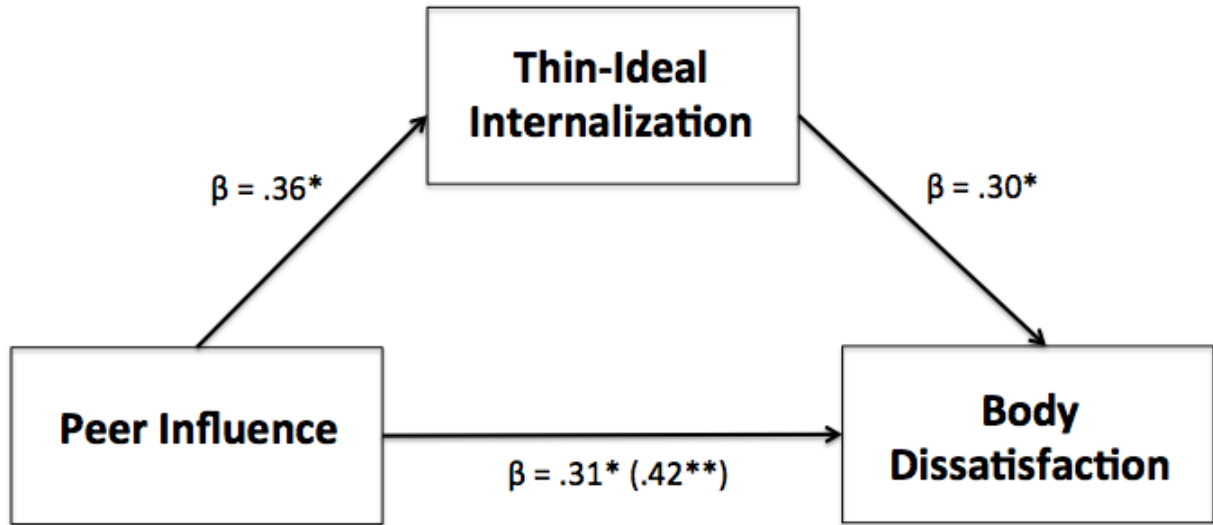 Thin-Ideal
Internalization
β = .36*
β = .30*
Peer Influence
β = .31* (.42**)
Body
Dissatisfaction